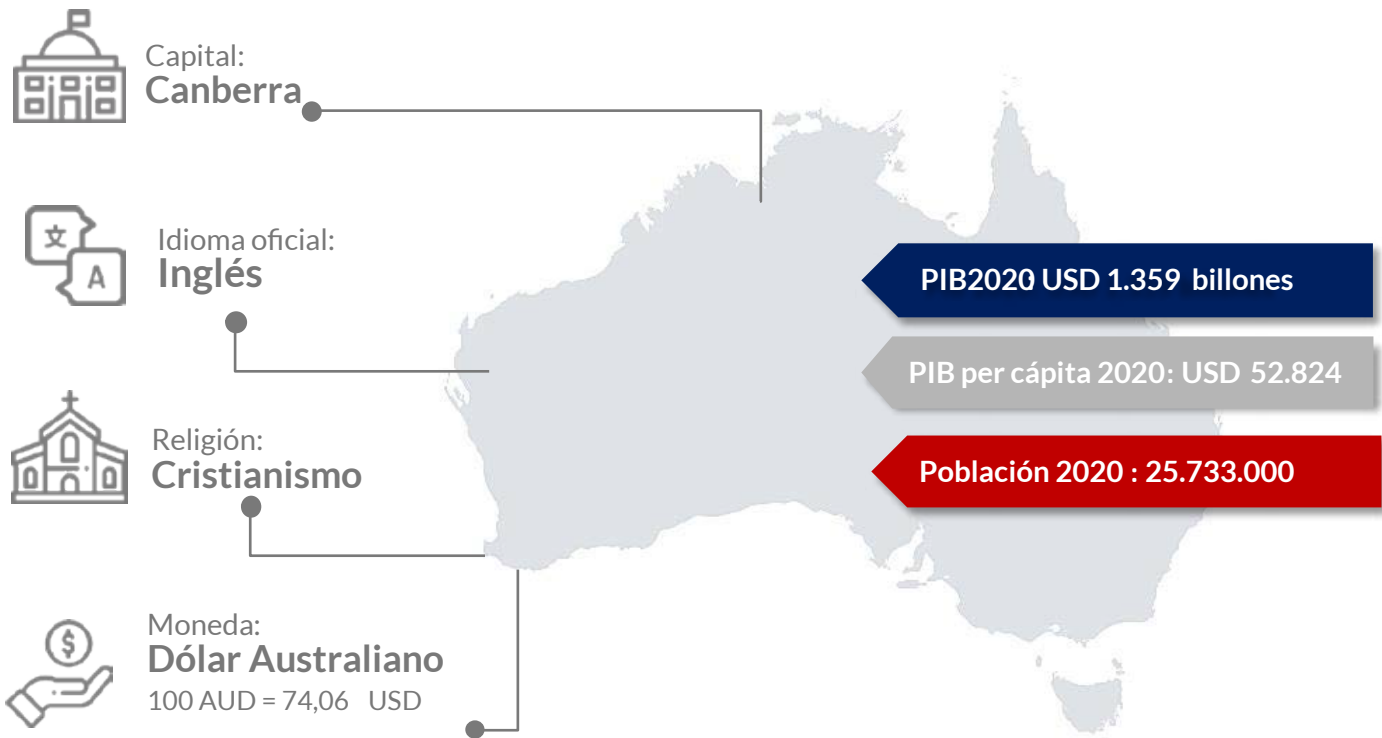 Capital:
Canberra
文
A
Idioma oficial:
Inglés
PIB2020: USD 1.359 billones
PIB per cápita 2020: USD 52.824
Religión:
Cristianismo
Población 2020 : 25.733.000
$
Moneda:
Dólar Australiano
100 AUD = 74,06 USD